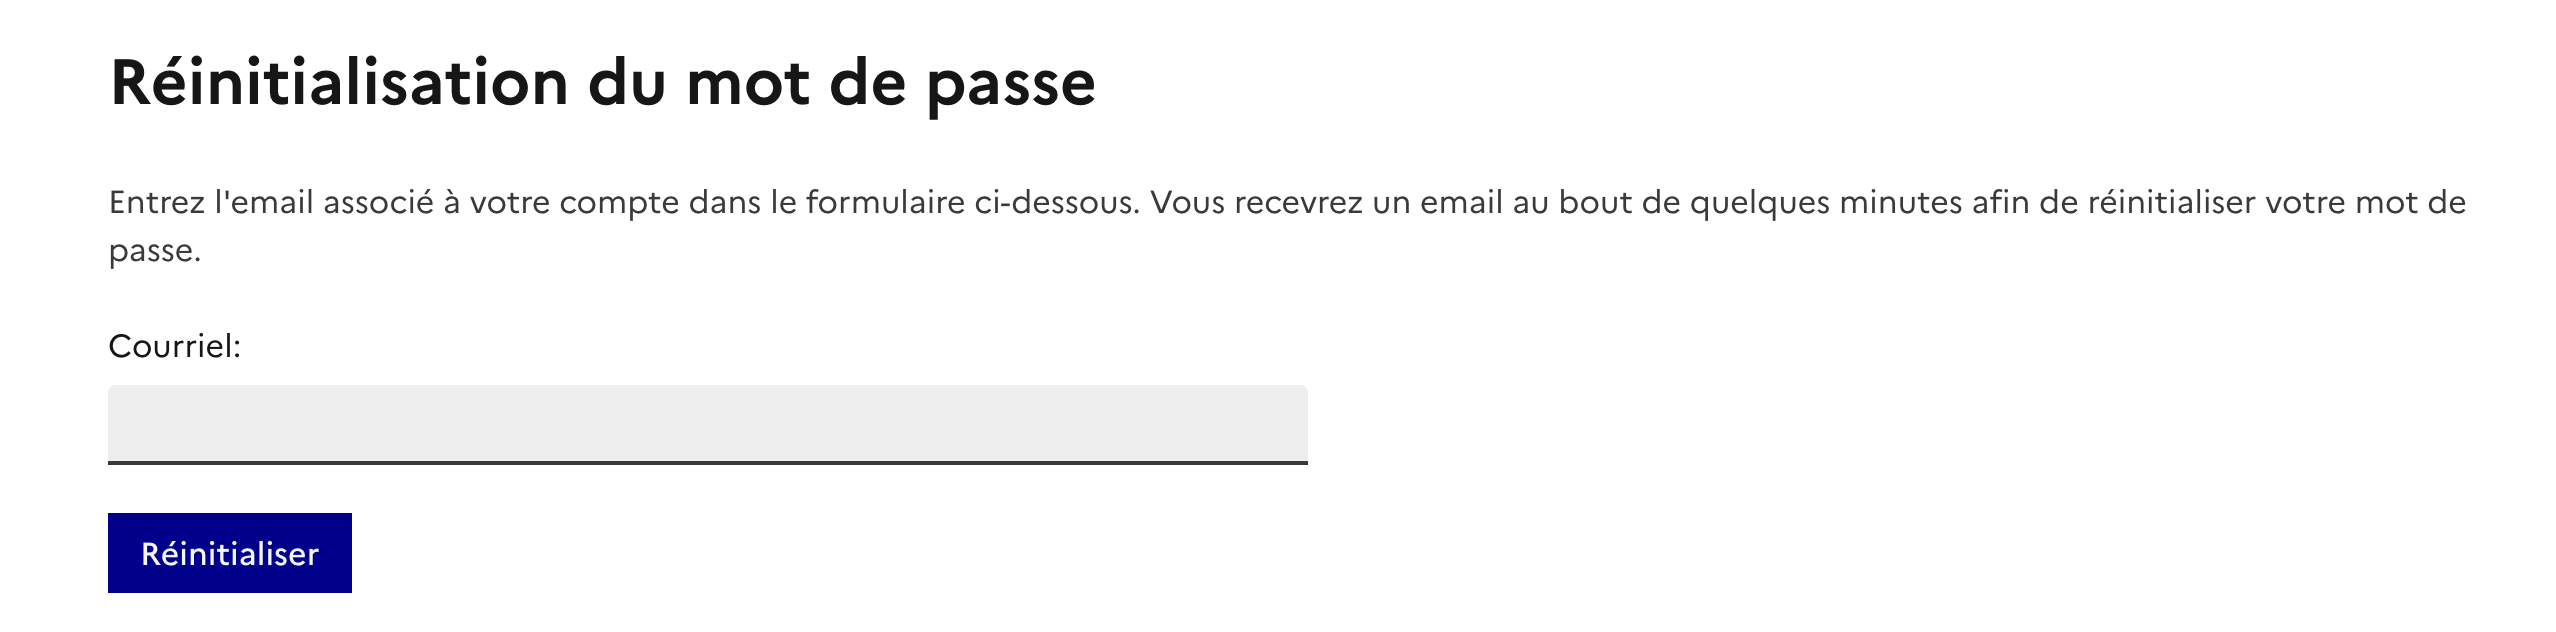 Réinitialisation du mot de passe
Entrez l'email associé à votre compte dans le formulaire ci-dessous. Vous recevrez un email au bout de quelques minutes afin de réinitialiser votre mot de
passe.
Courriel:
Réinitialiser